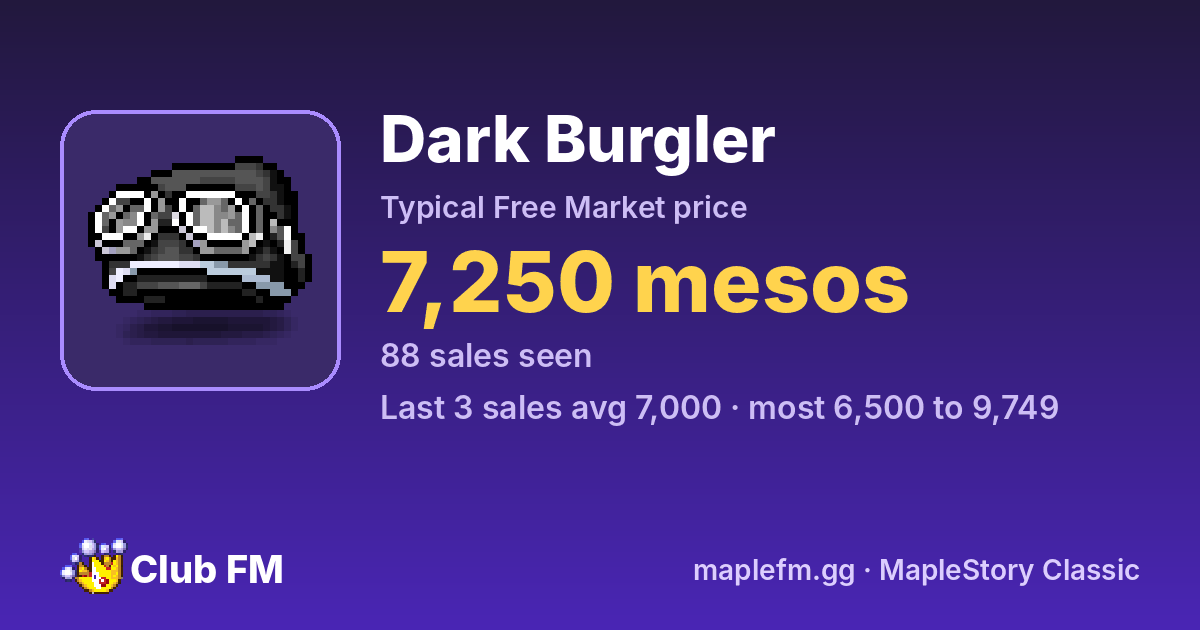 Dark Burgler
Typical Free Market price
7,250 mesos
88 sales seen
Last 3 sales avg 7,000 · most 6,500 to 9,749
Club FM
maplefm.gg · MapleStory Classic